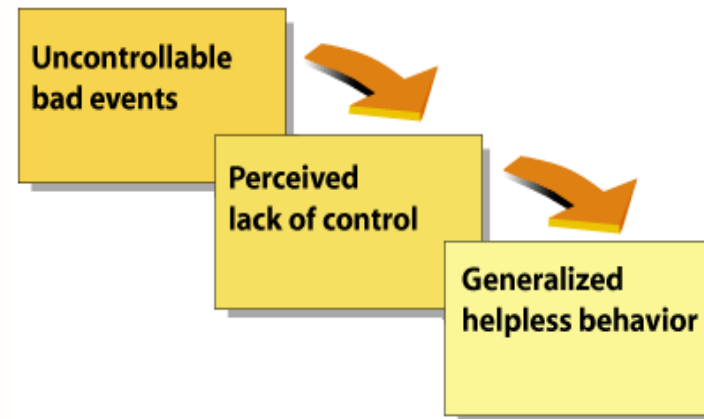 Uncontrollable
bad events
Perceived
lack of control
Generalized
helpless behavior